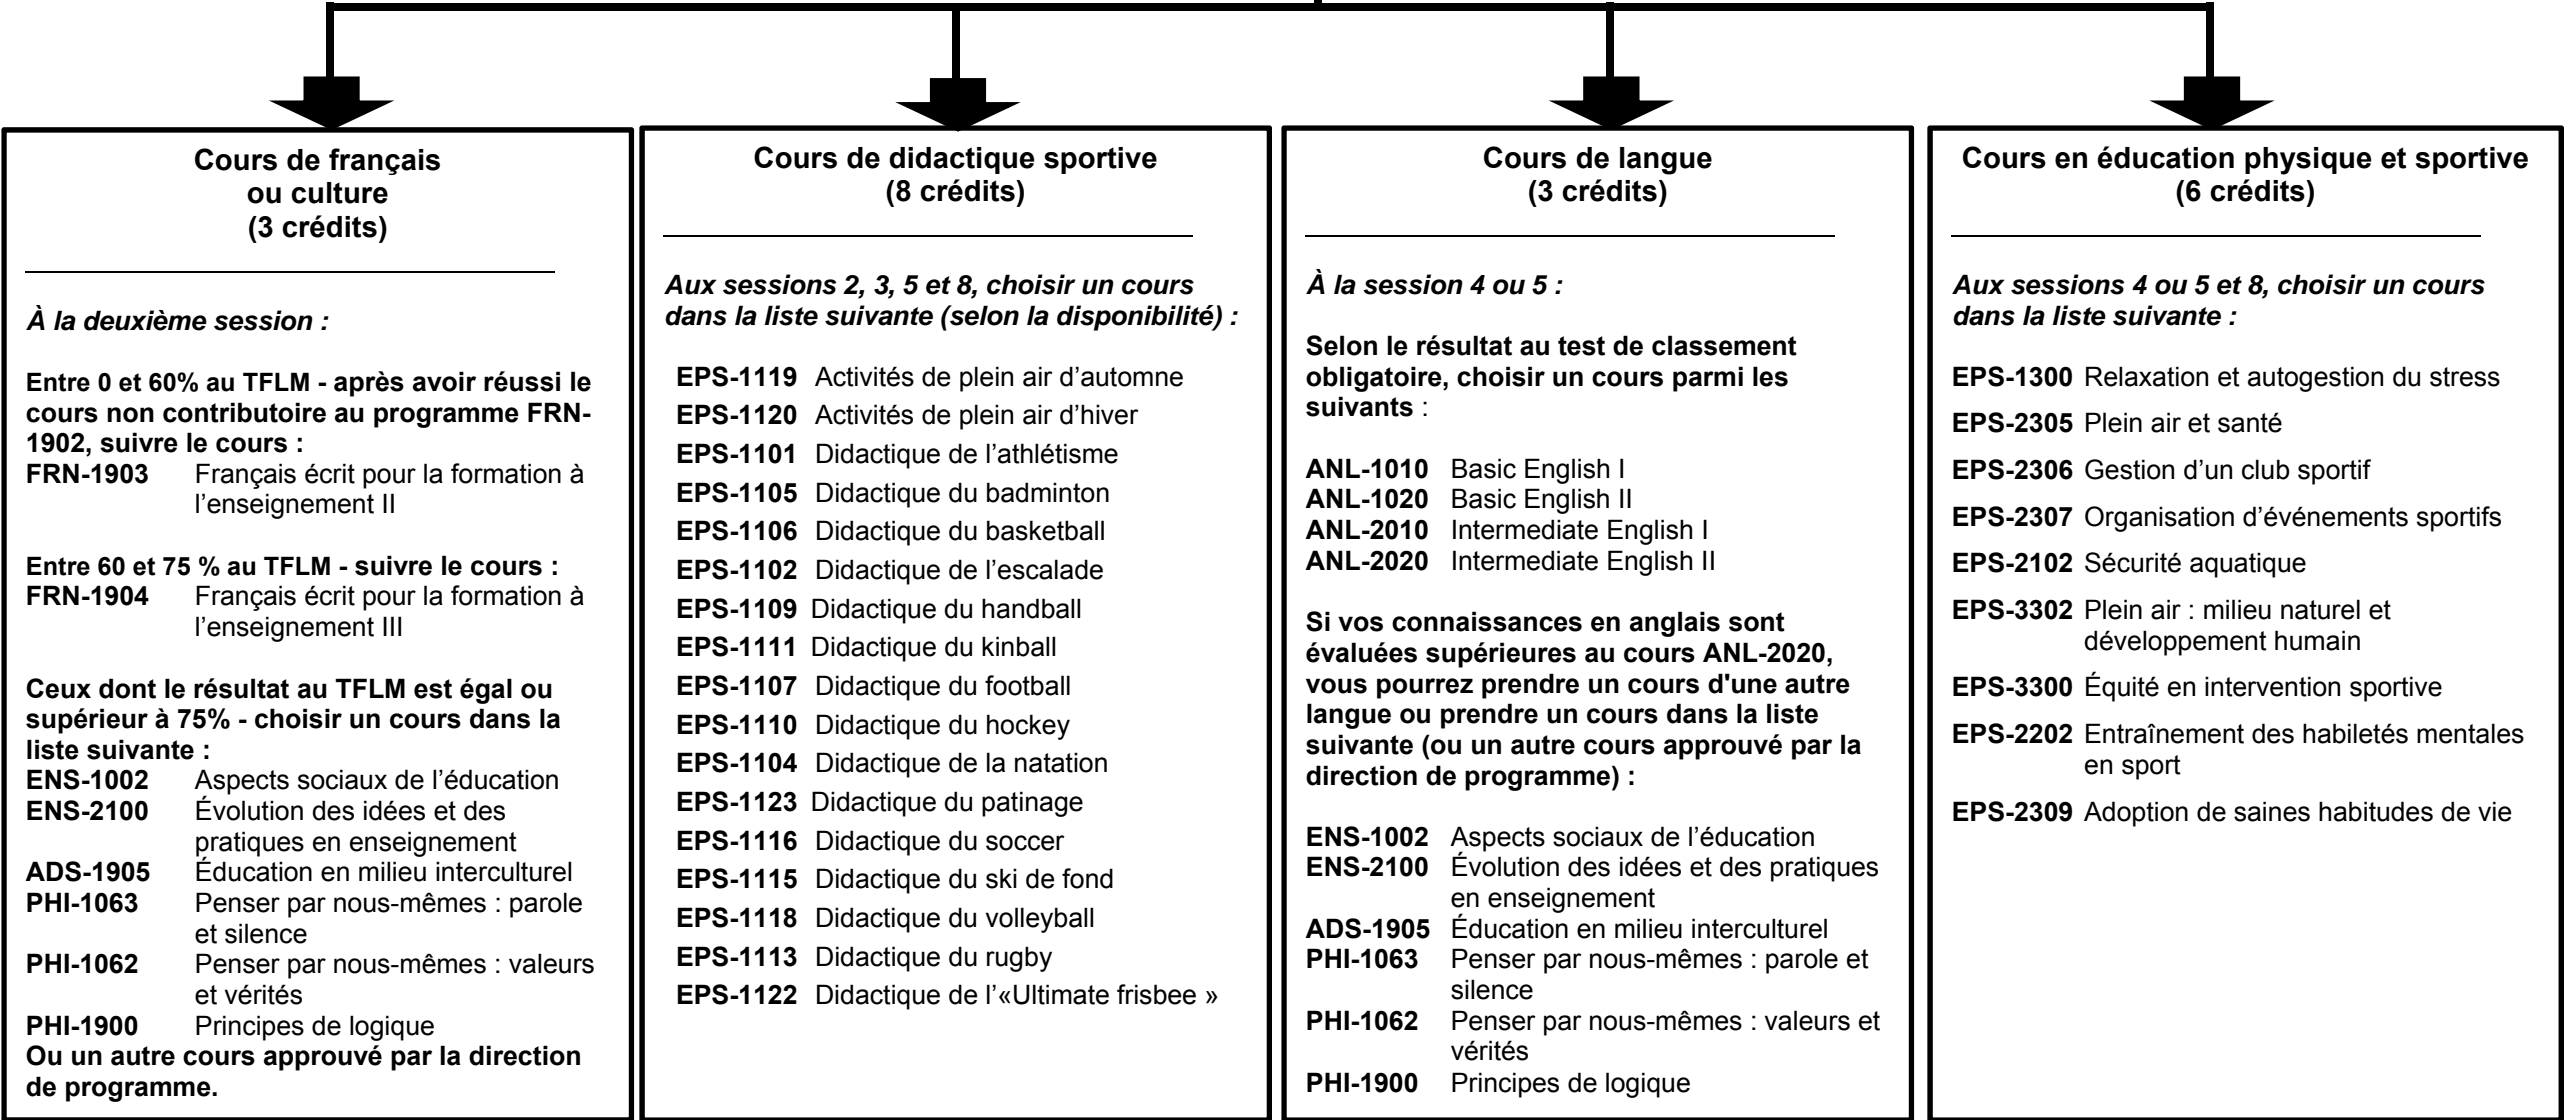 Cours de français
ou culture
(3 crédits)
À la deuxième session :
Entre 0 et 60% au TFLM - après avoir réussi le
cours non contributoire au programme FRN-
1902, suivre le cours :
FRN-1903 Français écrit pour la formation à
l'enseignement II
Entre 60 et 75 % au TFLM - suivre le cours :
FRN-1904 Français écrit pour la formation à
l'enseignement III
Ceux dont le résultat au TFLM est égal ou
supérieur à 75% - choisir un cours dans la
liste suivante :
ENS-1002 Aspects sociaux de l'éducation
ENS-2100 Évolution des idées et des
pratiques en enseignement
ADS-1905 Éducation en milieu interculturel
PHI-1063 Penser par nous-mêmes : parole
et silence
PHI-1062 Penser par nous-mêmes : valeurs
et vérités
PHI-1900 Principes de logique
Ou un autre cours approuvé par la direction
de programme.
Cours de didactique sportive
(8 crédits)
Aux sessions 2, 3, 5 et 8, choisir un cours
dans la liste suivante (selon la disponibilité) :
EPS-1119 Activités de plein air d'automne
EPS-1120 Activités de plein air d'hiver
EPS-1101 Didactique de l'athlétisme
EPS-1105 Didactique du badminton
EPS-1106 Didactique du basketball
EPS-1102 Didactique de l'escalade
EPS-1109 Didactique du handball
EPS-1111 Didactique du kinball
EPS-1107 Didactique du football
EPS-1110 Didactique du hockey
EPS-1104 Didactique de la natation
EPS-1123 Didactique du patinage
EPS-1116 Didactique du soccer
EPS-1115 Didactique du ski de fond
EPS-1118 Didactique du volleyball
EPS-1113 Didactique du rugby
EPS-1122 Didactique de l'«Ultimate frisbee »
Cours de langue
(3 crédits)
À la session 4 ou 5 :
Selon le résultat au test de classement
obligatoire, choisir un cours parmi les
suivants :
ANL-1010 Basic English I
ANL-1020 Basic English II
ANL-2010 Intermediate English I
ANL-2020 Intermediate English II
Si vos connaissances en anglais sont
évaluées supérieures au cours ANL-2020,
vous pourrez prendre un cours d'une autre
langue ou prendre un cours dans la liste
suivante (ou un autre cours approuvé par la
direction de programme) :
ENS-1002 Aspects sociaux de l'éducation
ENS-2100 Évolution des idées et des pratiques
en enseignement
ADS-1905 Éducation en milieu interculturel
PHI-1063 Penser par nous-mêmes : parole et
silence
PHI-1062 Penser par nous-mêmes : valeurs et
vérités
PHI-1900 Principes de logique
Cours en éducation physique et sportive
(6 crédits)
Aux sessions 4 ou 5 et 8, choisir un cours
dans la liste suivante :
EPS-1300 Relaxation et autogestion du stress
EPS-2305 Plein air et santé
EPS-2306 Gestion d'un club sportif
EPS-2307 Organisation d'événements sportifs
EPS-2102 Sécurité aquatique
EPS-3302 Plein air : milieu naturel et
développement humain
EPS-3300 Équité en intervention sportive
EPS-2202 Entraînement des habiletés mentales
en sport
EPS-2309 Adoption de saines habitudes de vie